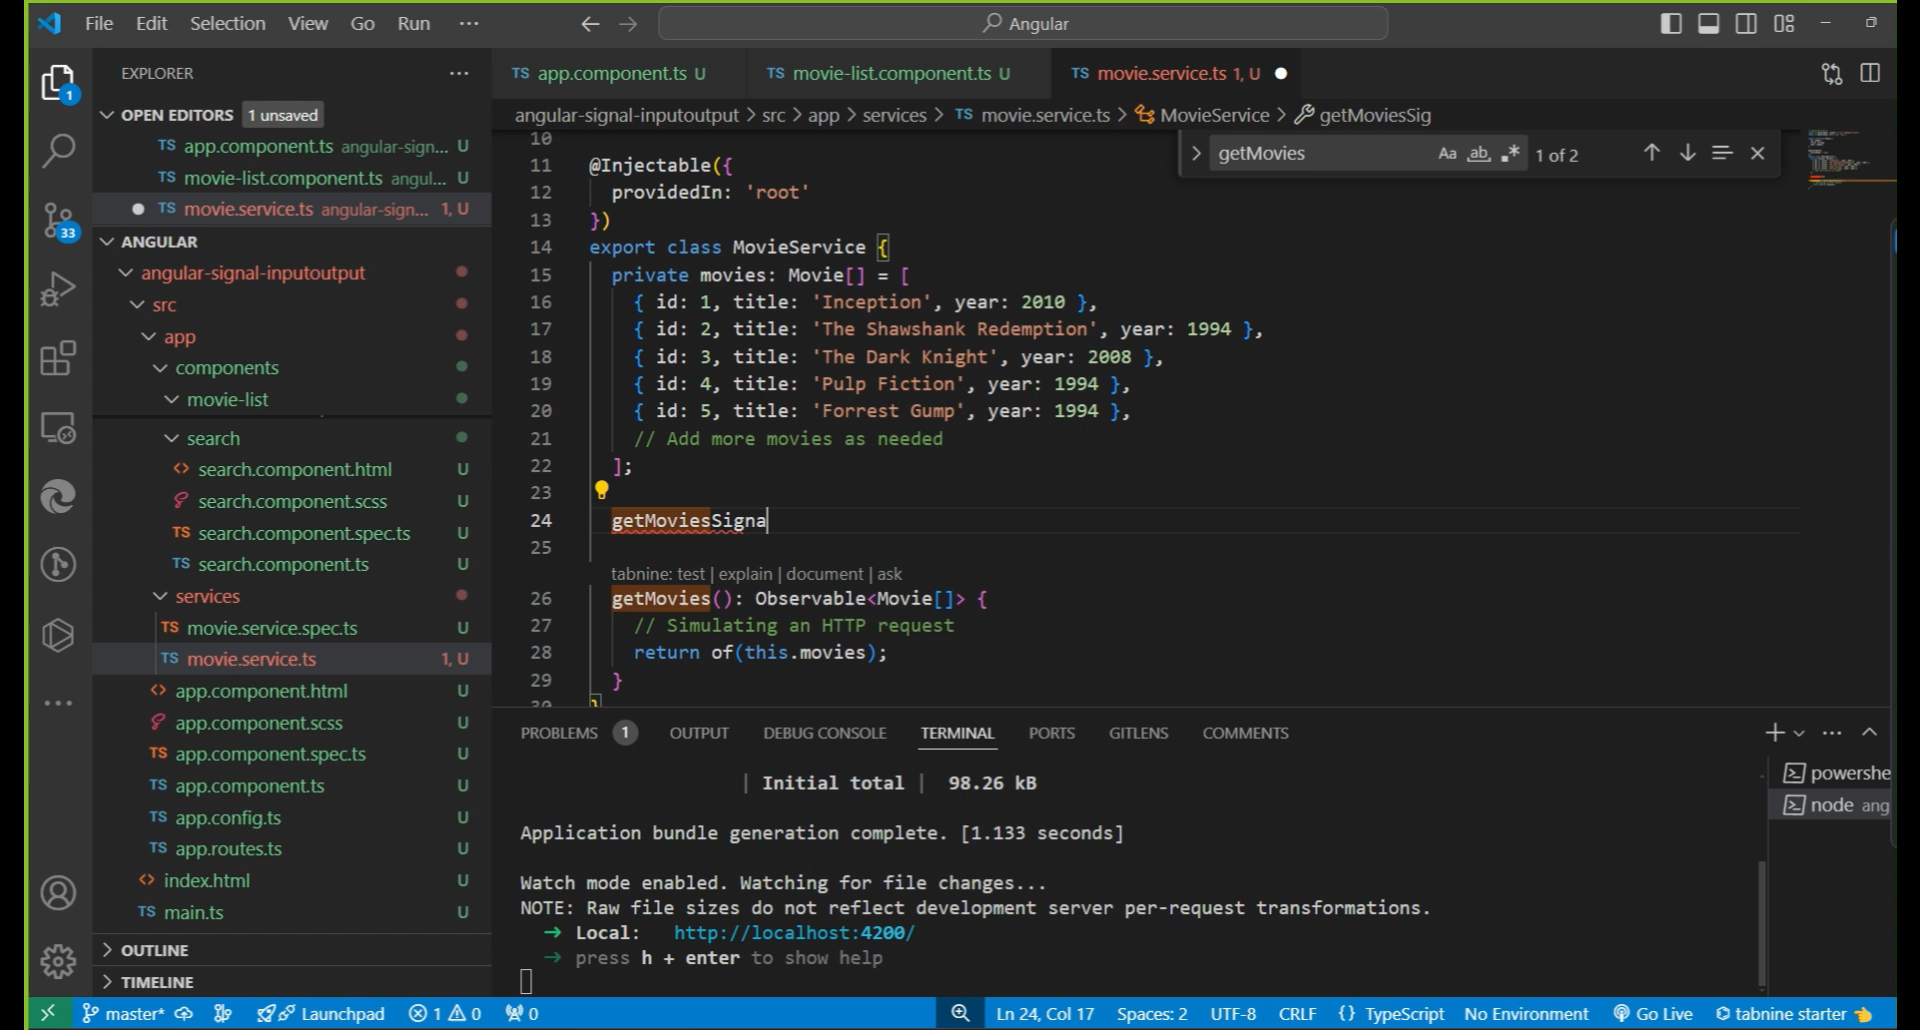 File Edit Selection View Go Run ··· Angular
EXPLORER ···
OPEN EDITORS 1 unsaved
TS app.component.ts angular-sign... U
TS movie-list.component.ts angul... U
TS movie.service.ts angular-sign... 1, U
ANGULAR
angular-signal-inputoutput
src
app
components
movie-list
search
<> search.component.html U
search.component.scss U
TS search.component.spec.ts U
TS search.component.ts U
services
TS movie.service.spec.ts U
TS movie.service.ts 1, U
<> app.component.html U
app.component.scss U
TS app.component.spec.ts U
TS app.component.ts U
TS app.config.ts U
TS app.routes.ts U
<> index.html U
TS main.ts U
OUTLINE
TIMELINE
1
33
TS app.component.ts U TS movie-list.component.ts U TS movie.service.ts 1, U
angular-signal-inputoutput > src > app > services > TS movie.service.ts > MovieService > getMoviesSig
getMovies Aa ab .* 1 of 2
10
11 @Injectable({
12 providedIn: 'root'
13 })
14 export class MovieService {
15 private movies: Movie[] = [
16 { id: 1, title: 'Inception', year: 2010 },
17 { id: 2, title: 'The Shawshank Redemption', year: 1994 },
18 { id: 3, title: 'The Dark Knight', year: 2008 },
19 { id: 4, title: 'Pulp Fiction', year: 1994 },
20 { id: 5, title: 'Forrest Gump', year: 1994 },
21 // Add more movies as needed
22 ];
23
24 getMoviesSigna
25
tabnine: test | explain | document | ask
26 getMovies(): Observable<Movie[]> {
27 // Simulating an HTTP request
28 return of(this.movies);
29 }
30 }
PROBLEMS 1 OUTPUT DEBUG CONSOLE TERMINAL PORTS GITLENS COMMENTS
| Initial total | 98.26 kB
Application bundle generation complete. [1.133 seconds]
Watch mode enabled. Watching for file changes...
NOTE: Raw file sizes do not reflect development server per-request transformations.
➜ Local: http://localhost:4200/
➜ press h + enter to show help
powershe
node ang
master* Launchpad 1 0 0 Ln 24, Col 17 Spaces: 2 UTF-8 CRLF {} TypeScript No Environment Go Live tabnine starter